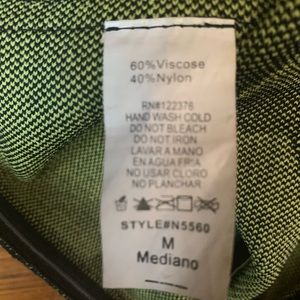 60%Viscose
40%Nylon
RN#122376
HAND WASH COLD
DO NOT BLEACH
DO NOT IRON
LAVAR A MANO
EN AGUA FRIA
NO USAR CLORO
NO PLANCHAR
STYLE#N5560
M
Mediano